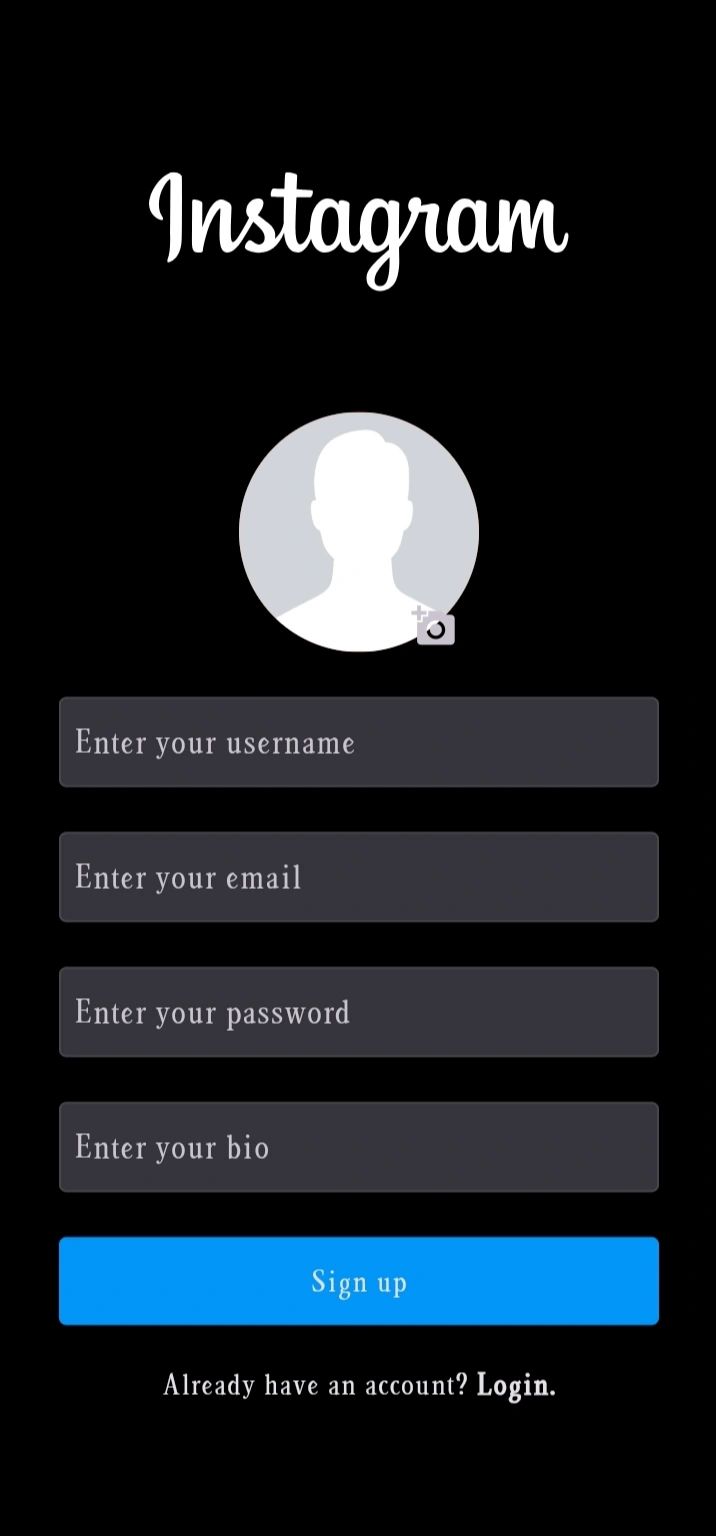 Instagram
Enter your username
Enter your email
Enter your password
Enter your bio
Sign up
Already have an account? Login.